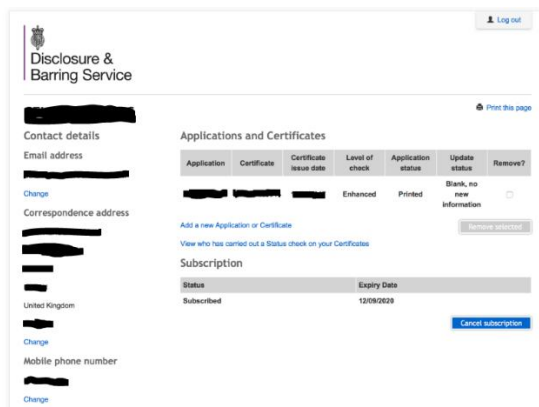 Log out
Disclosure &
Barring Service
Print this page
Contact details
Email address
Change
Correspondence address
United Kingdom
Change
Mobile phone number
Change
Applications and Certificates
Application Certificate Certificate issue date Level of check Application status Update status Remove?
Enhanced Printed Blank, no new information
Add a new Application or Certificate
Remove selected
View who has carried out a Status check on your Certificates
Subscription
Status Expiry Date
Subscribed 12/09/2020
Cancel subscription